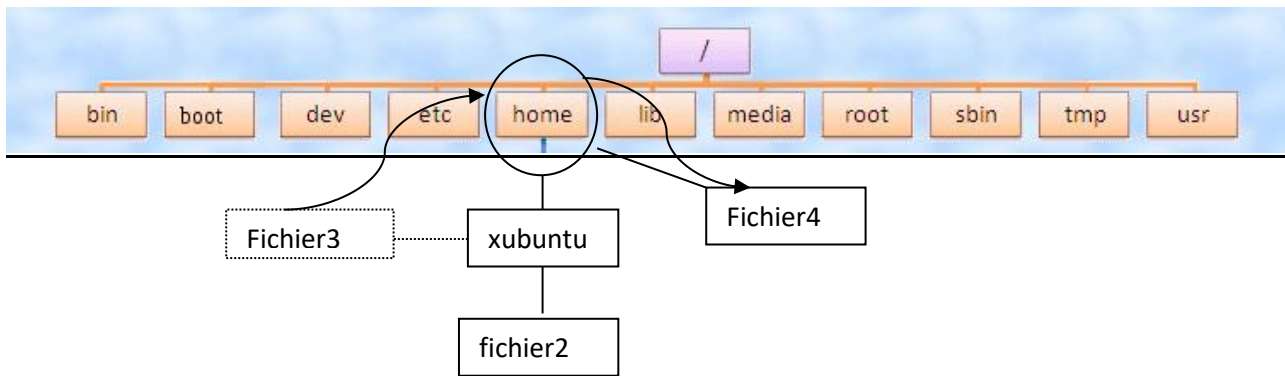 /
bin boot dev etc home lib media root sbin tmp usr
Fichier3 xubuntu Fichier4
fichier2